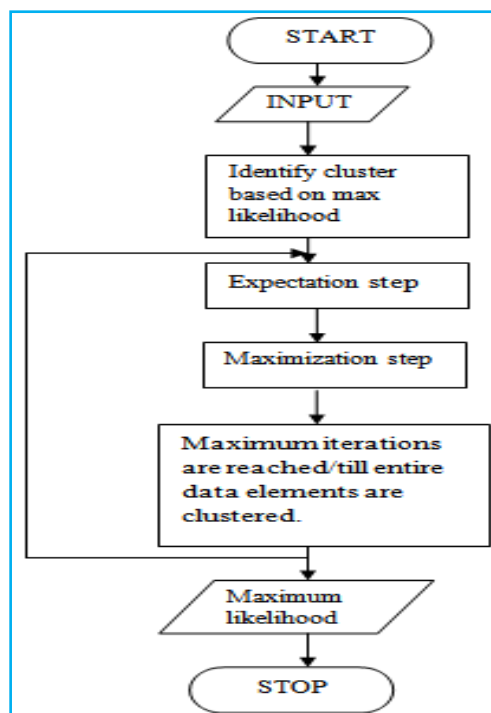 START
INPUT
Identify cluster
based on max
likelihood
Expectation step
Maximization step
Maximum iterations
are reached/till entire
data elements are
clustered.
Maximum
likelihood
STOP